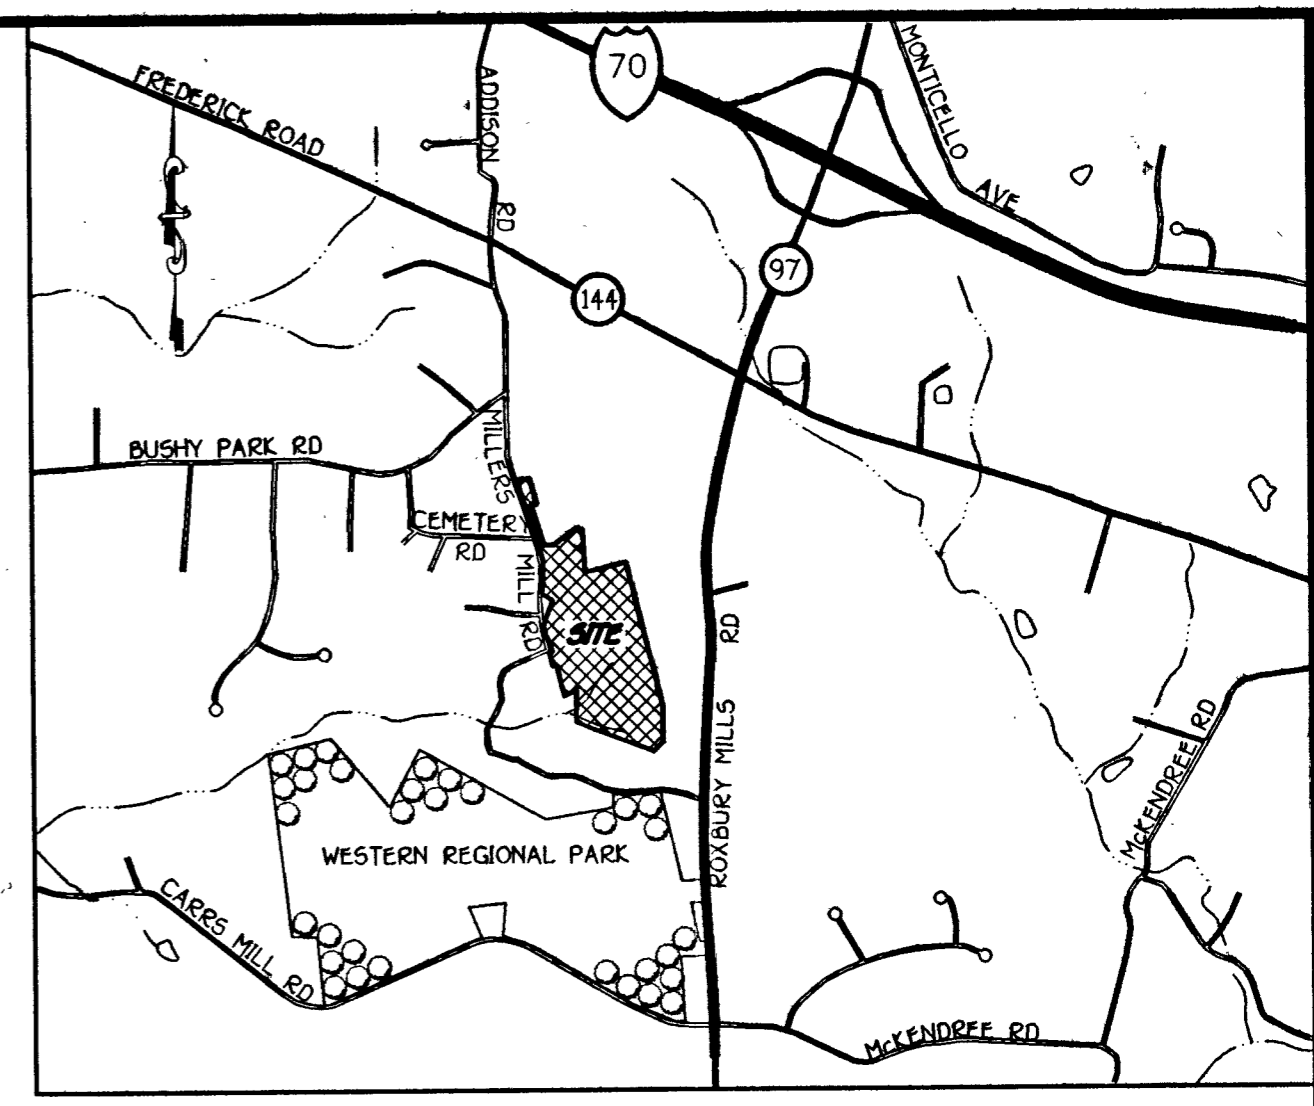 FREDERICK ROAD
ADDISON RD
70
MONTICELLO AVE
97
144
BUSHY PARK RD
MILLERS MILL RD
CEMETERY RD
SITE
ROXBURY MILLS RD
McKENDREE RD
WESTERN REGIONAL PARK
CARRS MILL RD
McKENDREE RD